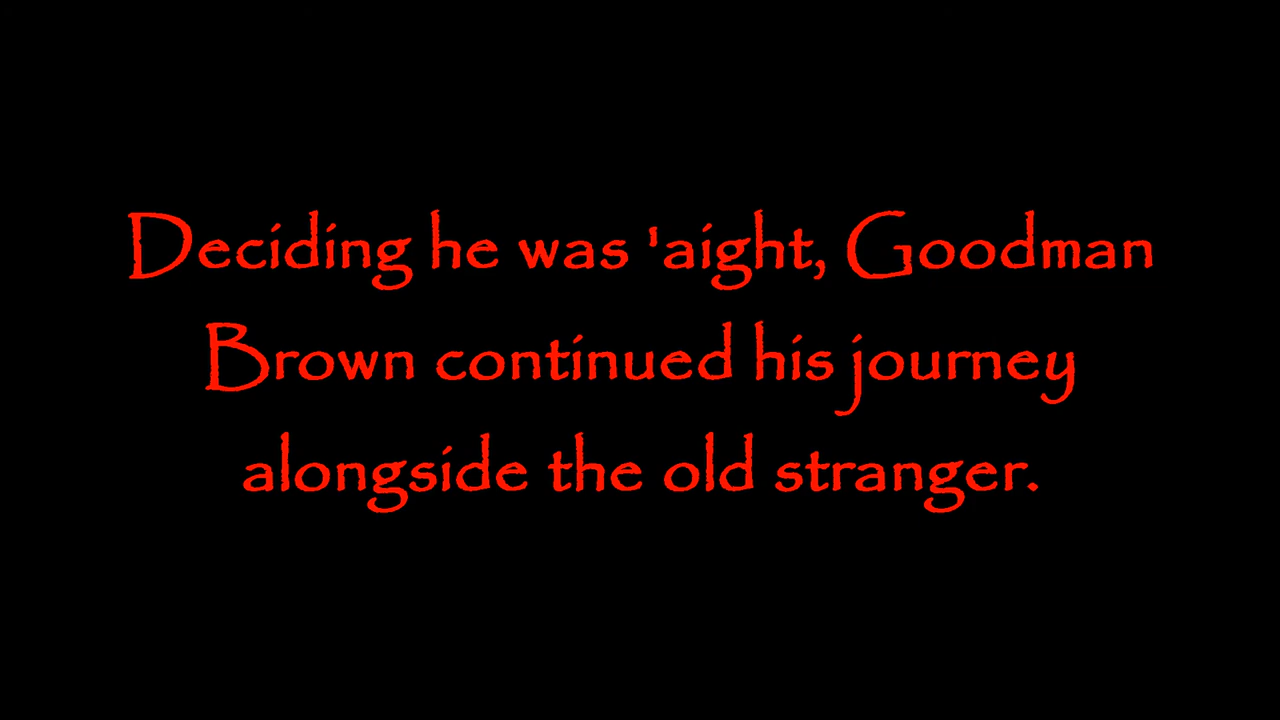 Deciding he was 'aight, Goodman
Brown continued his journey
alongside the old stranger.